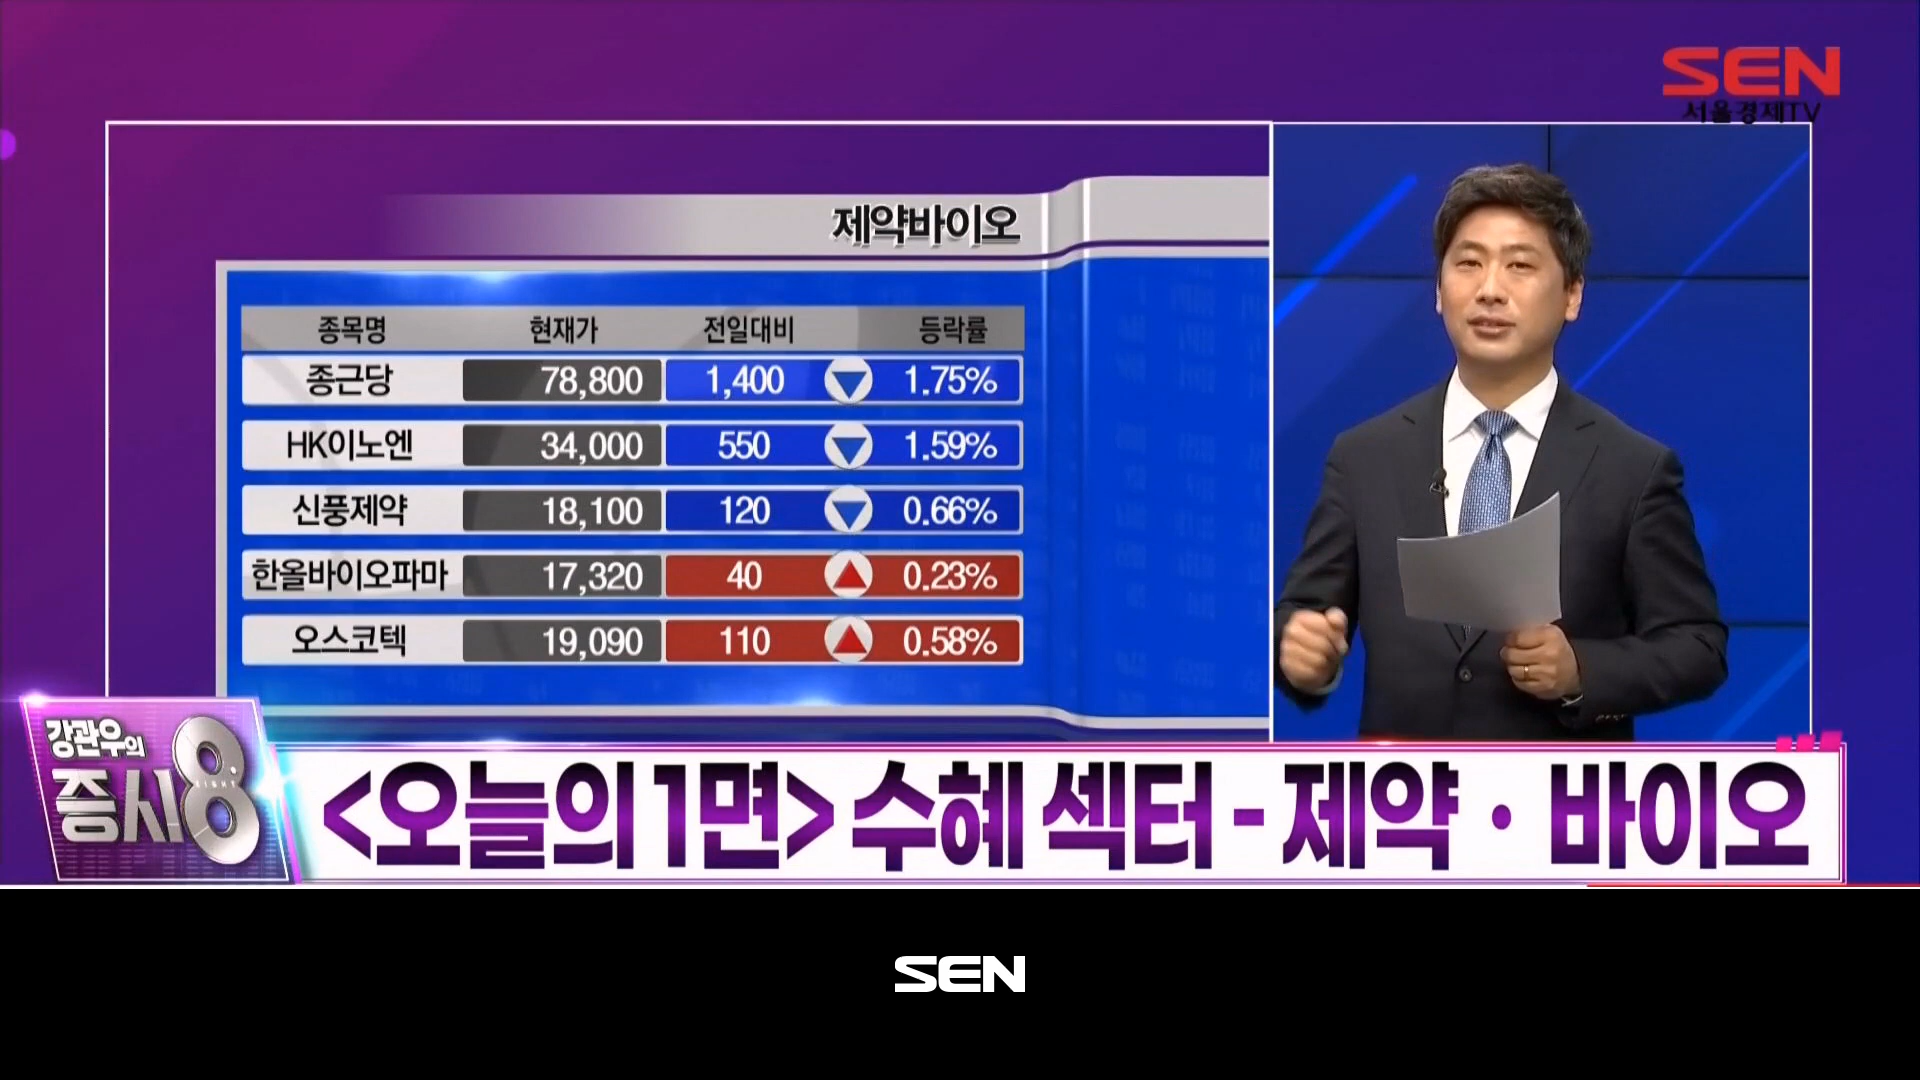 SEN
서울경제TV
제약바이오
종목명 현재가 전일대비 등락률
종근당 78,800 1,400 ▼ 1.75%
HK이노엔 34,000 550 ▼ 1.59%
신풍제약 18,100 120 ▼ 0.66%
한올바이오파마 17,320 40 ▲ 0.23%
오스코텍 19,090 110 ▲ 0.58%
강관우의
증시8
<오늘의 1면> 수혜 섹터 - 제약 · 바이오
SEN